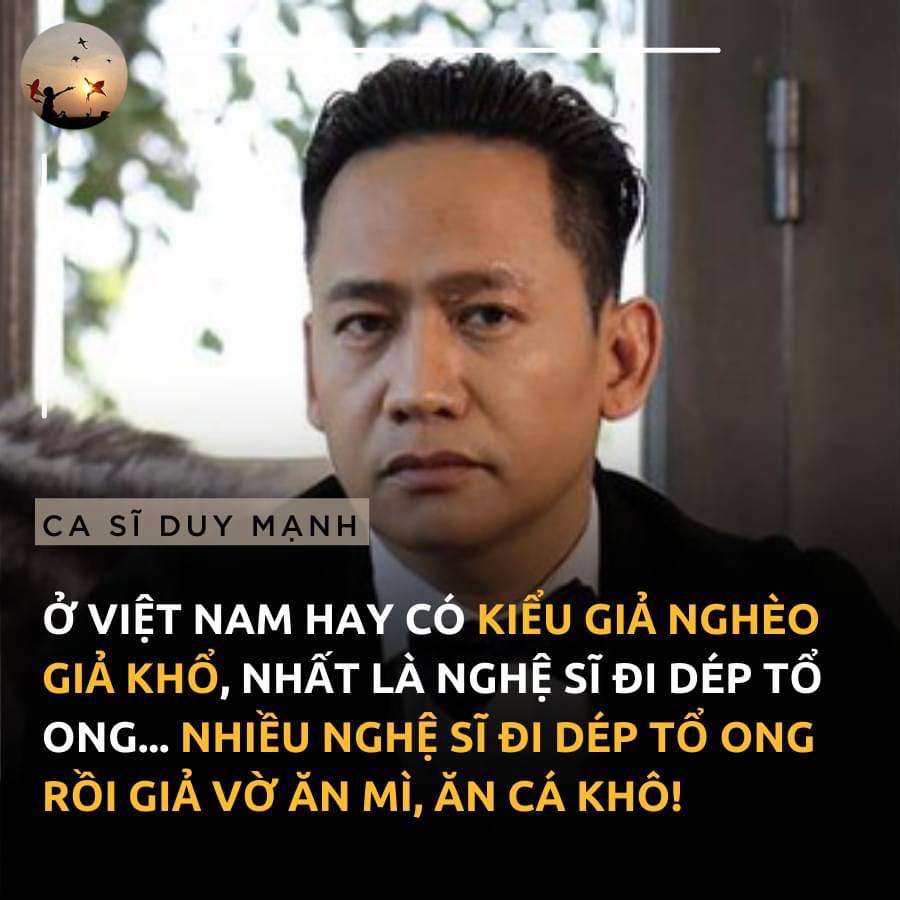 CA SĨ DUY MẠNH
Ở VIỆT NAM HAY CÓ KIỂU GIẢ NGHÈO
GIẢ KHỔ, NHẤT LÀ NGHỆ SĨ ĐI DÉP TỔ
ONG... NHIỀU NGHỆ SĨ ĐI DÉP TỔ ONG
RỒI GIẢ VỜ ĂN MÌ, ĂN CÁ KHÔ!